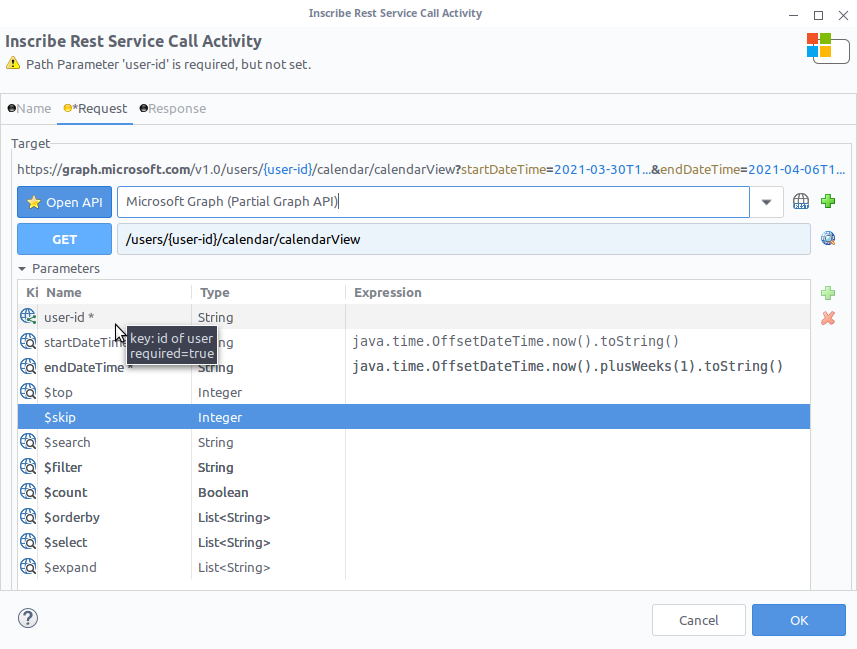 Inscribe Rest Service Call Activity
Inscribe Rest Service Call Activity
Path Parameter 'user-id' is required, but not set.
Name *Request Response
Target
https://graph.microsoft.com/v1.0/users/{user-id}/calendar/calendarView?startDateTime=2021-03-30T1...&endDateTime=2021-04-06T1...
Open API Microsoft Graph (Partial Graph API) REST
GET /users/{user-id}/calendar/calendarView
Parameters
Ki Name Type Expression
user-id * String
key: id of user
required=true
startDateTime java.time.OffsetDateTime.now().toString()
endDateTime * String java.time.OffsetDateTime.now().plusWeeks(1).toString()
$top Integer
$skip Integer
$search String
$filter String
$count Boolean
$orderby List<String>
$select List<String>
$expand List<String>
? Cancel OK